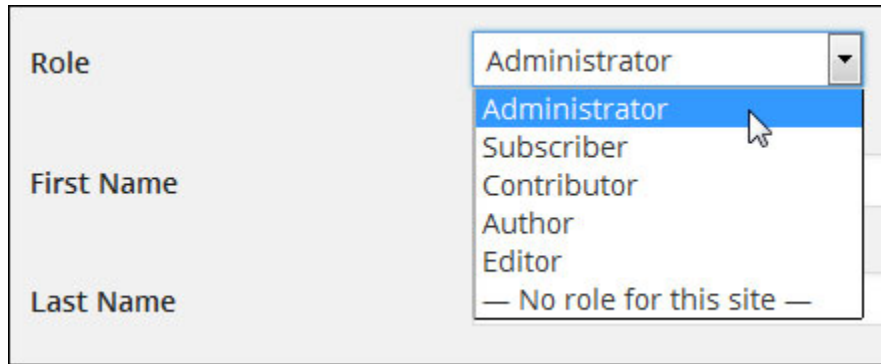 Role
Administrator
Administrator
Subscriber
Contributor
First Name
Author
Editor
— No role for this site —
Last Name